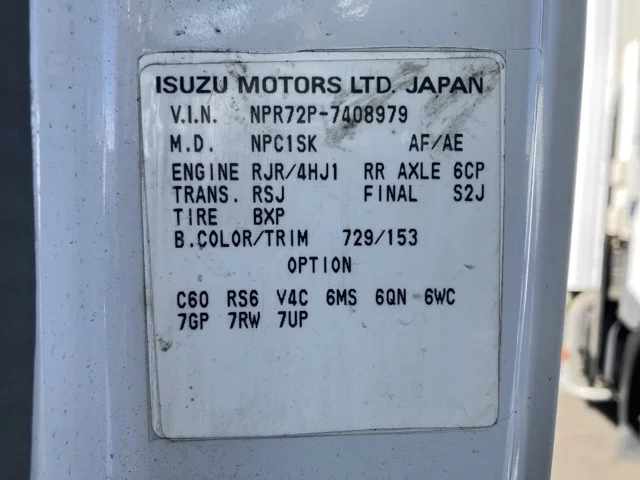 ISUZU MOTORS LTD. JAPAN
V.I.N. NPR72P-7408979
M.D. NPC1SK AF/AE
ENGINE RJR/4HJ1 RR AXLE 6CP
TRANS. RSJ FINAL S2J
TIRE BXP
B.COLOR/TRIM 729/153
OPTION
C60 RS6 V4C 6MS 6QN 6WC
7GP 7RW 7UP